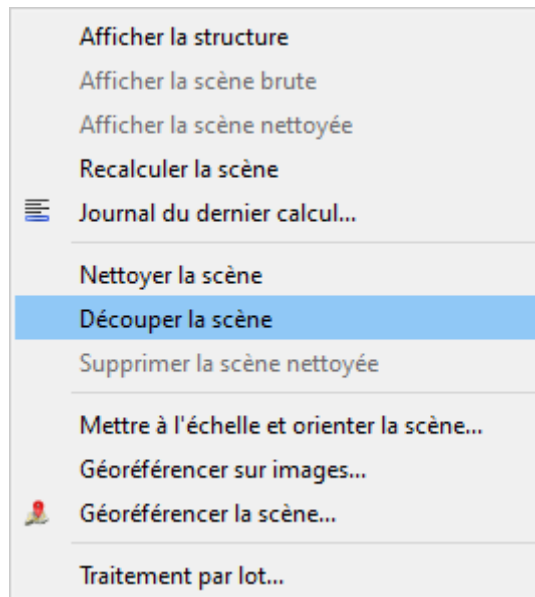 Afficher la structure
Afficher la scène brute
Afficher la scène nettoyée
Recalculer la scène
Journal du dernier calcul...
Nettoyer la scène
Découper la scène
Supprimer la scène nettoyée
Mettre à l'échelle et orienter la scène...
Géoréférencer sur images...
Géoréférencer la scène...
Traitement par lot...